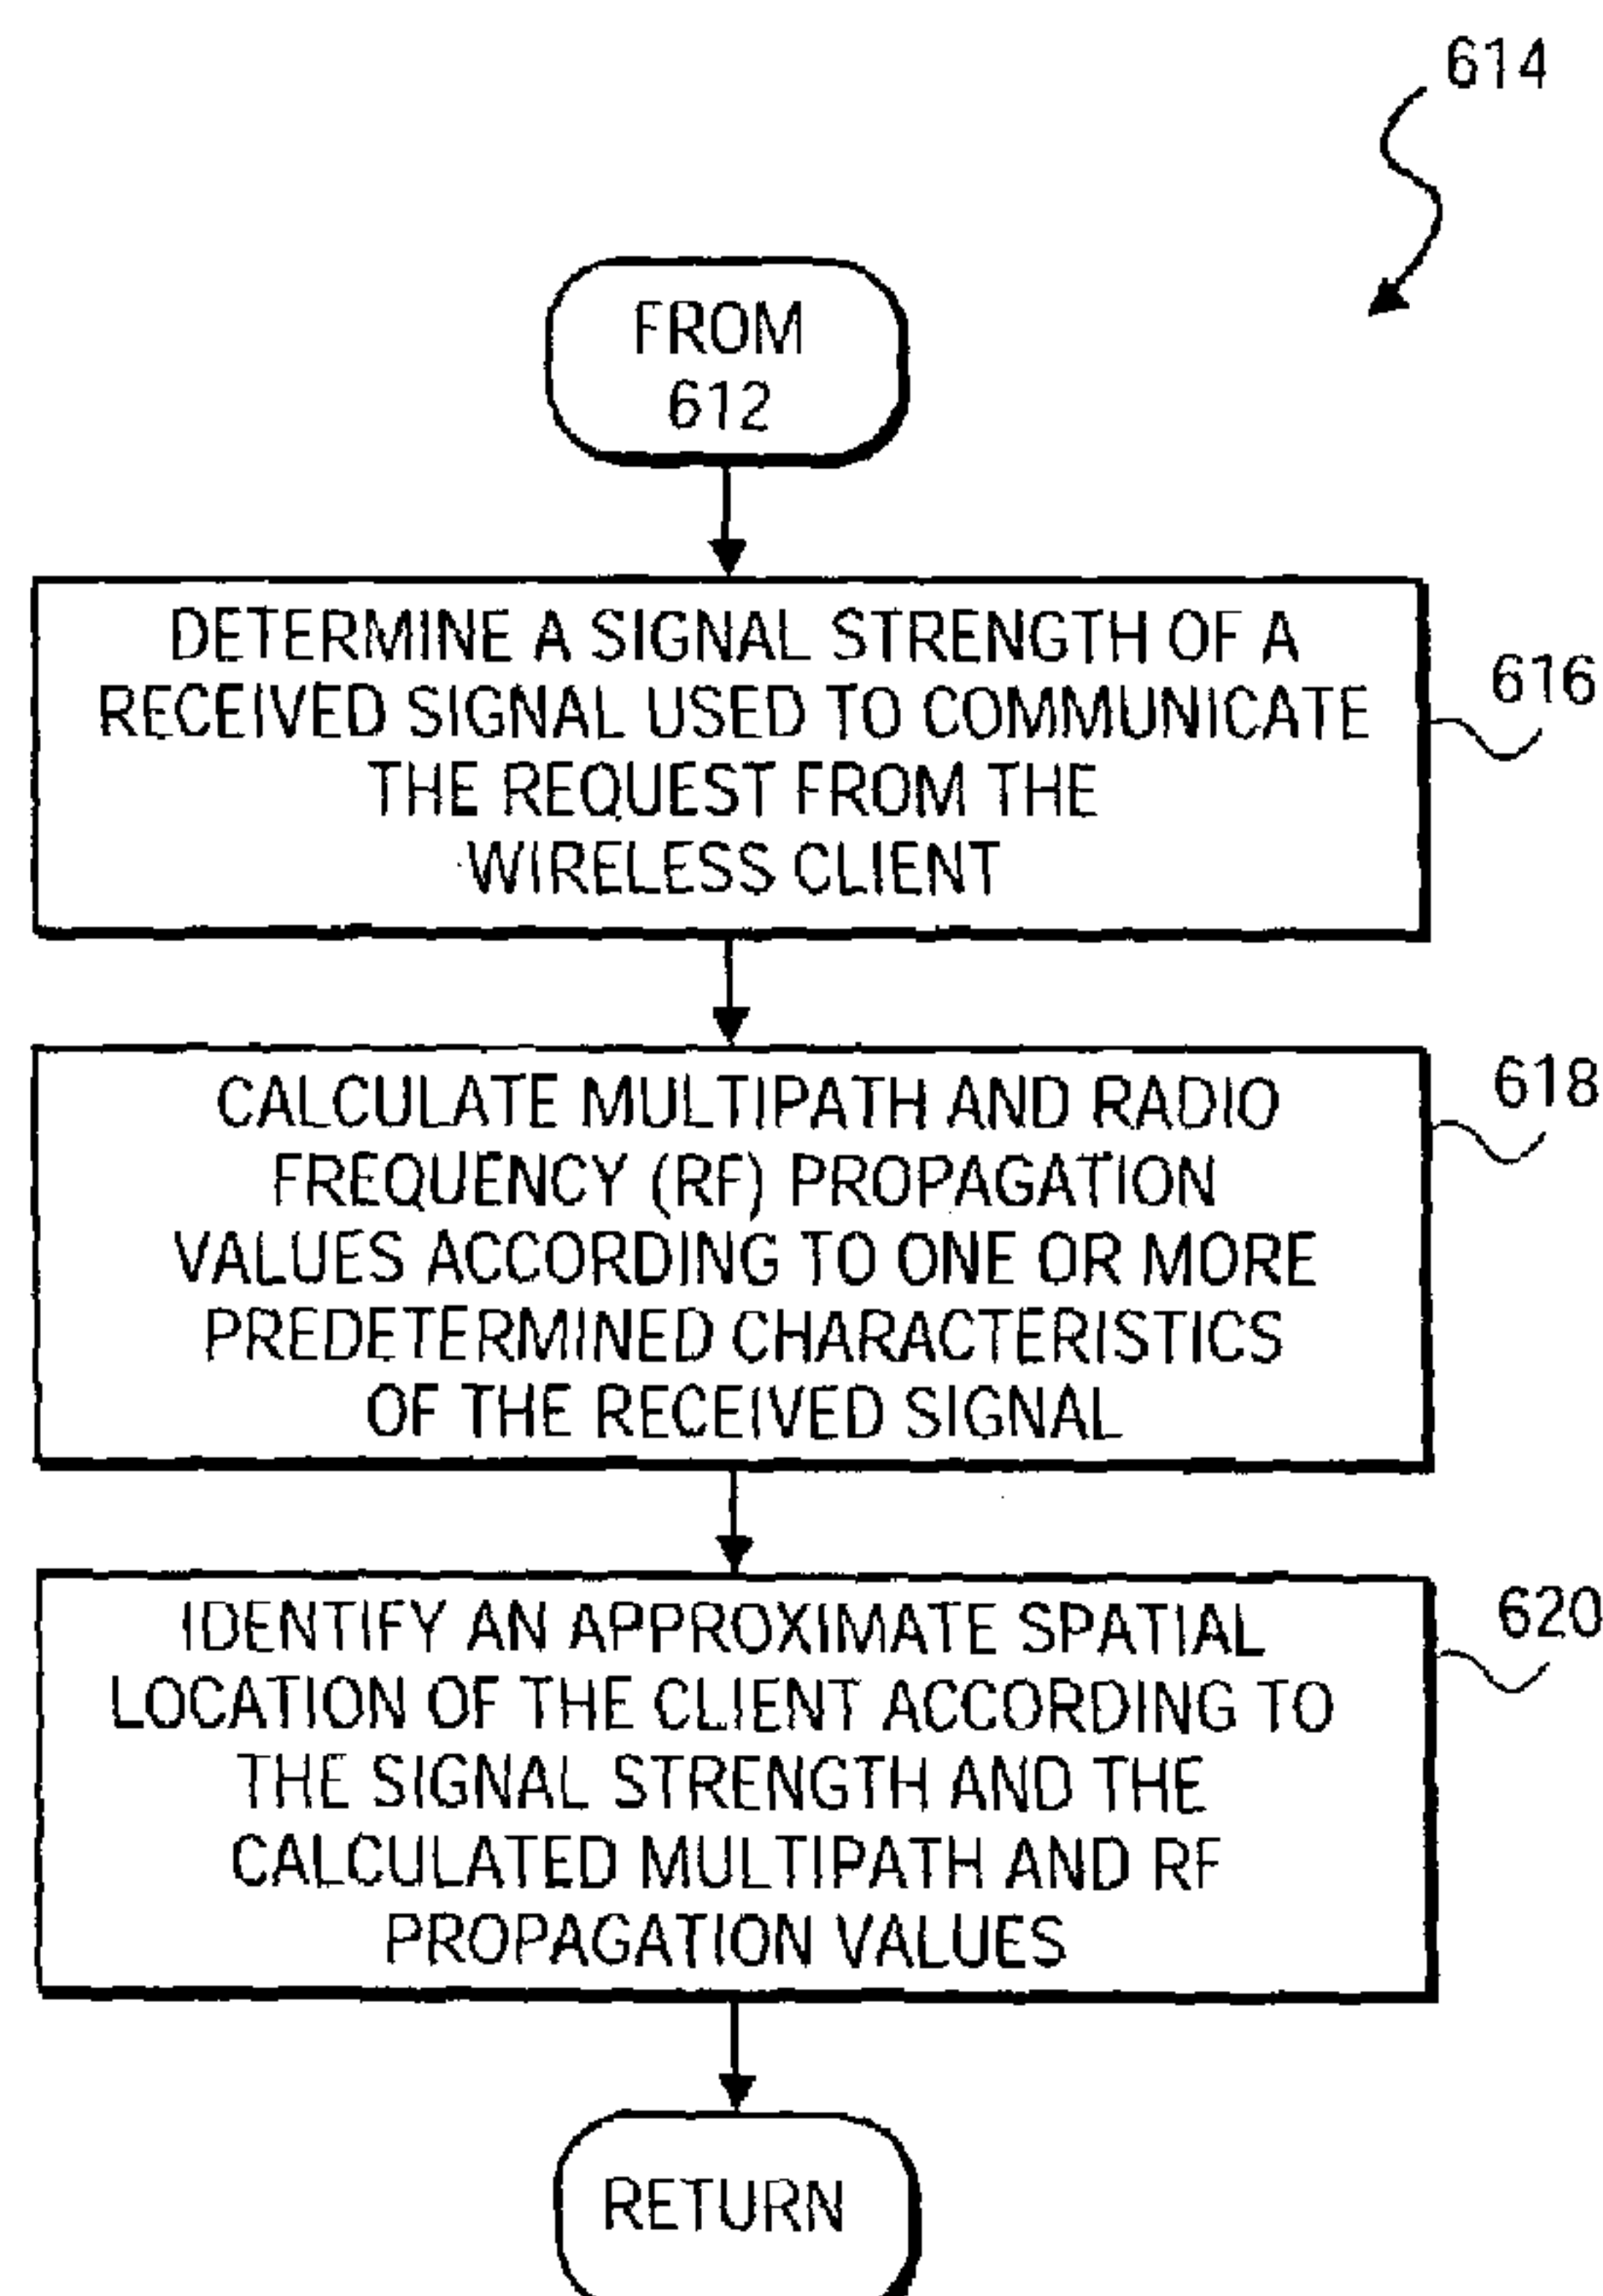 614
FROM
612
DETERMINE A SIGNAL STRENGTH OF A
RECEIVED SIGNAL USED TO COMMUNICATE
THE REQUEST FROM THE
WIRELESS CLIENT
616
CALCULATE MULTIPATH AND RADIO
FREQUENCY (RF) PROPAGATION
VALUES ACCORDING TO ONE OR MORE
PREDETERMINED CHARACTERISTICS
OF THE RECEIVED SIGNAL
618
IDENTIFY AN APPROXIMATE SPATIAL
LOCATION OF THE CLIENT ACCORDING TO
THE SIGNAL STRENGTH AND THE
CALCULATED MULTIPATH AND RF
PROPAGATION VALUES
620
RETURN